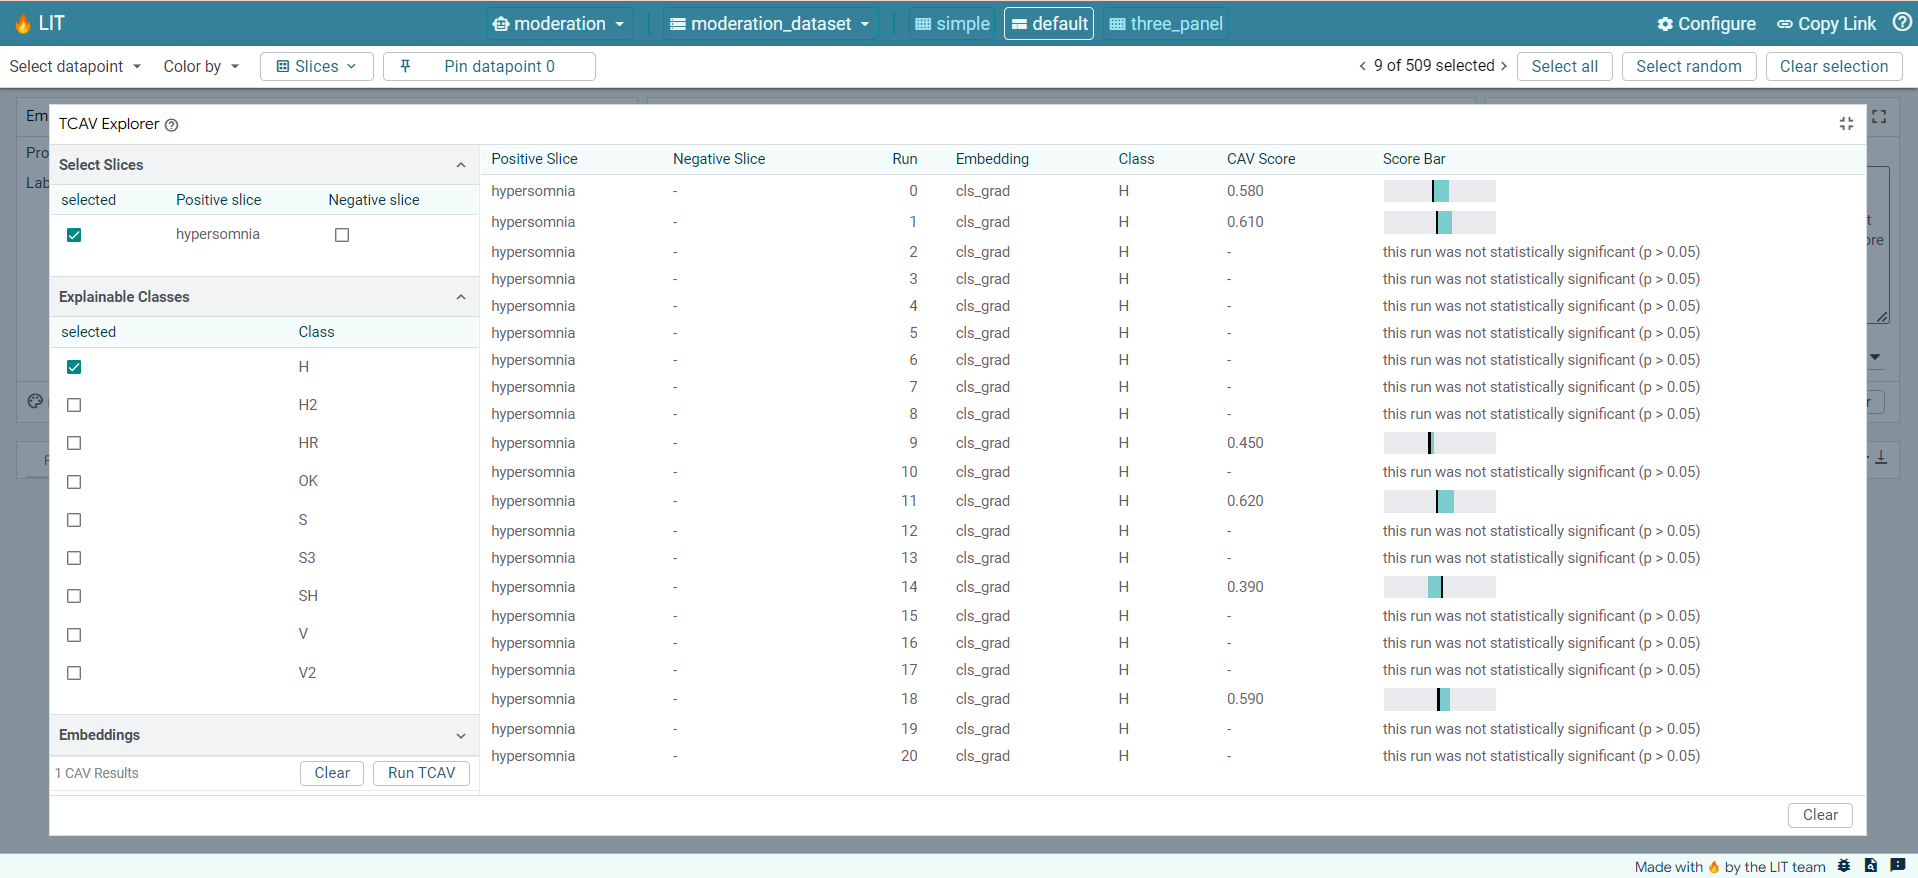 LIT moderation moderation_dataset simple default three_panel Configure Copy Link
Select datapoint Color by Slices Pin datapoint 0 9 of 509 selected Select all Select random Clear selection
TCAV Explorer
Select Slices
selected Positive slice Negative slice
hypersomnia
Explainable Classes
selected Class
H
H2
HR
OK
S
S3
SH
V
V2
Embeddings
1 CAV Results Clear Run TCAV
Positive Slice Negative Slice Run Embedding Class CAV Score Score Bar
hypersomnia - 0 cls_grad H 0.580
hypersomnia - 1 cls_grad H 0.610
hypersomnia - 2 cls_grad H - this run was not statistically significant (p > 0.05)
hypersomnia - 3 cls_grad H - this run was not statistically significant (p > 0.05)
hypersomnia - 4 cls_grad H - this run was not statistically significant (p > 0.05)
hypersomnia - 5 cls_grad H - this run was not statistically significant (p > 0.05)
hypersomnia - 6 cls_grad H - this run was not statistically significant (p > 0.05)
hypersomnia - 7 cls_grad H - this run was not statistically significant (p > 0.05)
hypersomnia - 8 cls_grad H - this run was not statistically significant (p > 0.05)
hypersomnia - 9 cls_grad H 0.450
hypersomnia - 10 cls_grad H - this run was not statistically significant (p > 0.05)
hypersomnia - 11 cls_grad H 0.620
hypersomnia - 12 cls_grad H - this run was not statistically significant (p > 0.05)
hypersomnia - 13 cls_grad H - this run was not statistically significant (p > 0.05)
hypersomnia - 14 cls_grad H 0.390
hypersomnia - 15 cls_grad H - this run was not statistically significant (p > 0.05)
hypersomnia - 16 cls_grad H - this run was not statistically significant (p > 0.05)
hypersomnia - 17 cls_grad H - this run was not statistically significant (p > 0.05)
hypersomnia - 18 cls_grad H 0.590
hypersomnia - 19 cls_grad H - this run was not statistically significant (p > 0.05)
hypersomnia - 20 cls_grad H - this run was not statistically significant (p > 0.05)
Clear
Made with 🔥 by the LIT team